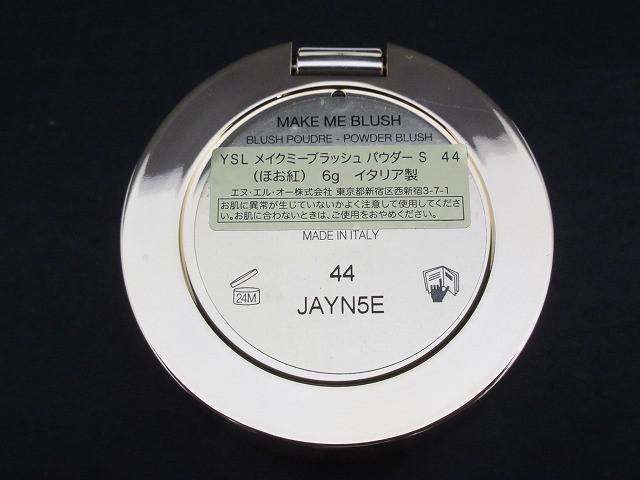 MAKE ME BLUSH
BLUSH POUDRE - POWDER BLUSH
YSL メイクミーブラッシュ パウダー S 44
（ほお紅） 6g イタリア製
エヌ・エル・オー株式会社 東京都新宿区西新宿3-7-1
お肌に異常が生じていないかよく注意して使用してくださ
い。お肌に合わないときは、ご使用をおやめください。
MADE IN ITALY
44
24M
JAYN5E